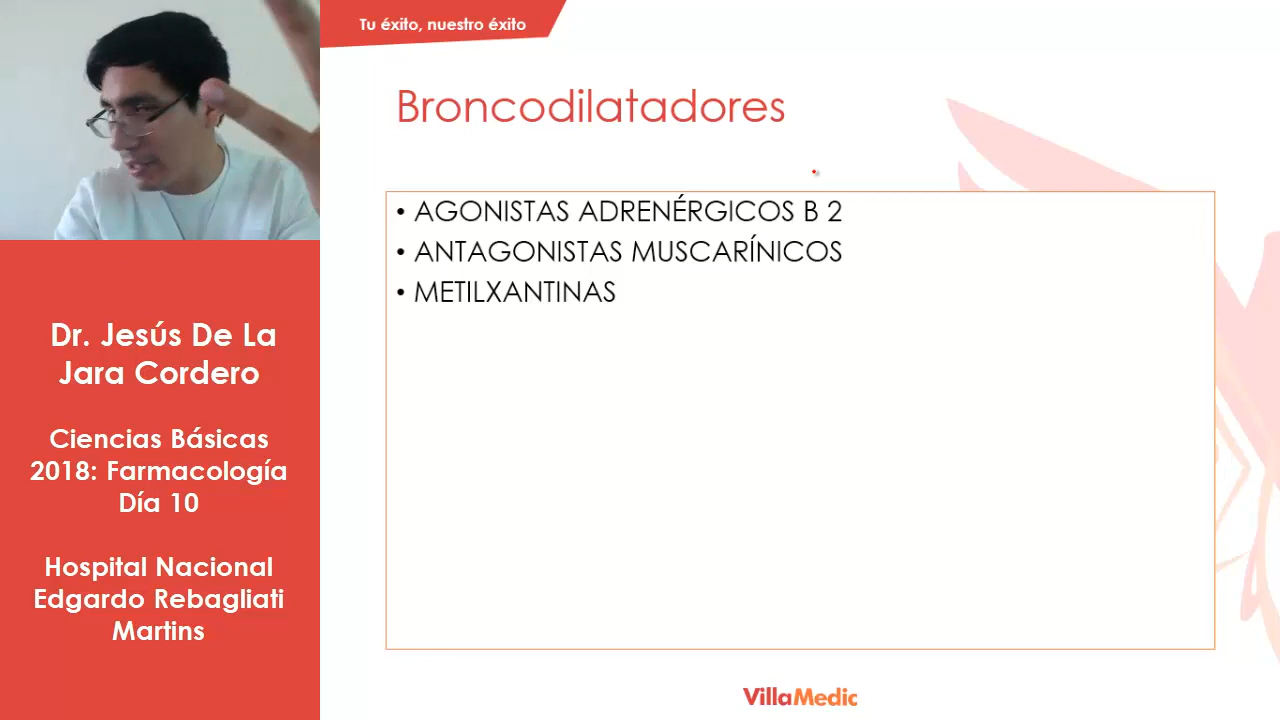 Tu éxito, nuestro éxito
Broncodilatadores
• AGONISTAS ADRENÉRGICOS B 2
• ANTAGONISTAS MUSCARÍNICOS
• METILXANTINAS
Dr. Jesús De La
Jara Cordero
Ciencias Básicas
2018: Farmacología
Día 10
Hospital Nacional
Edgardo Rebagliati
Martins
VillaMedic